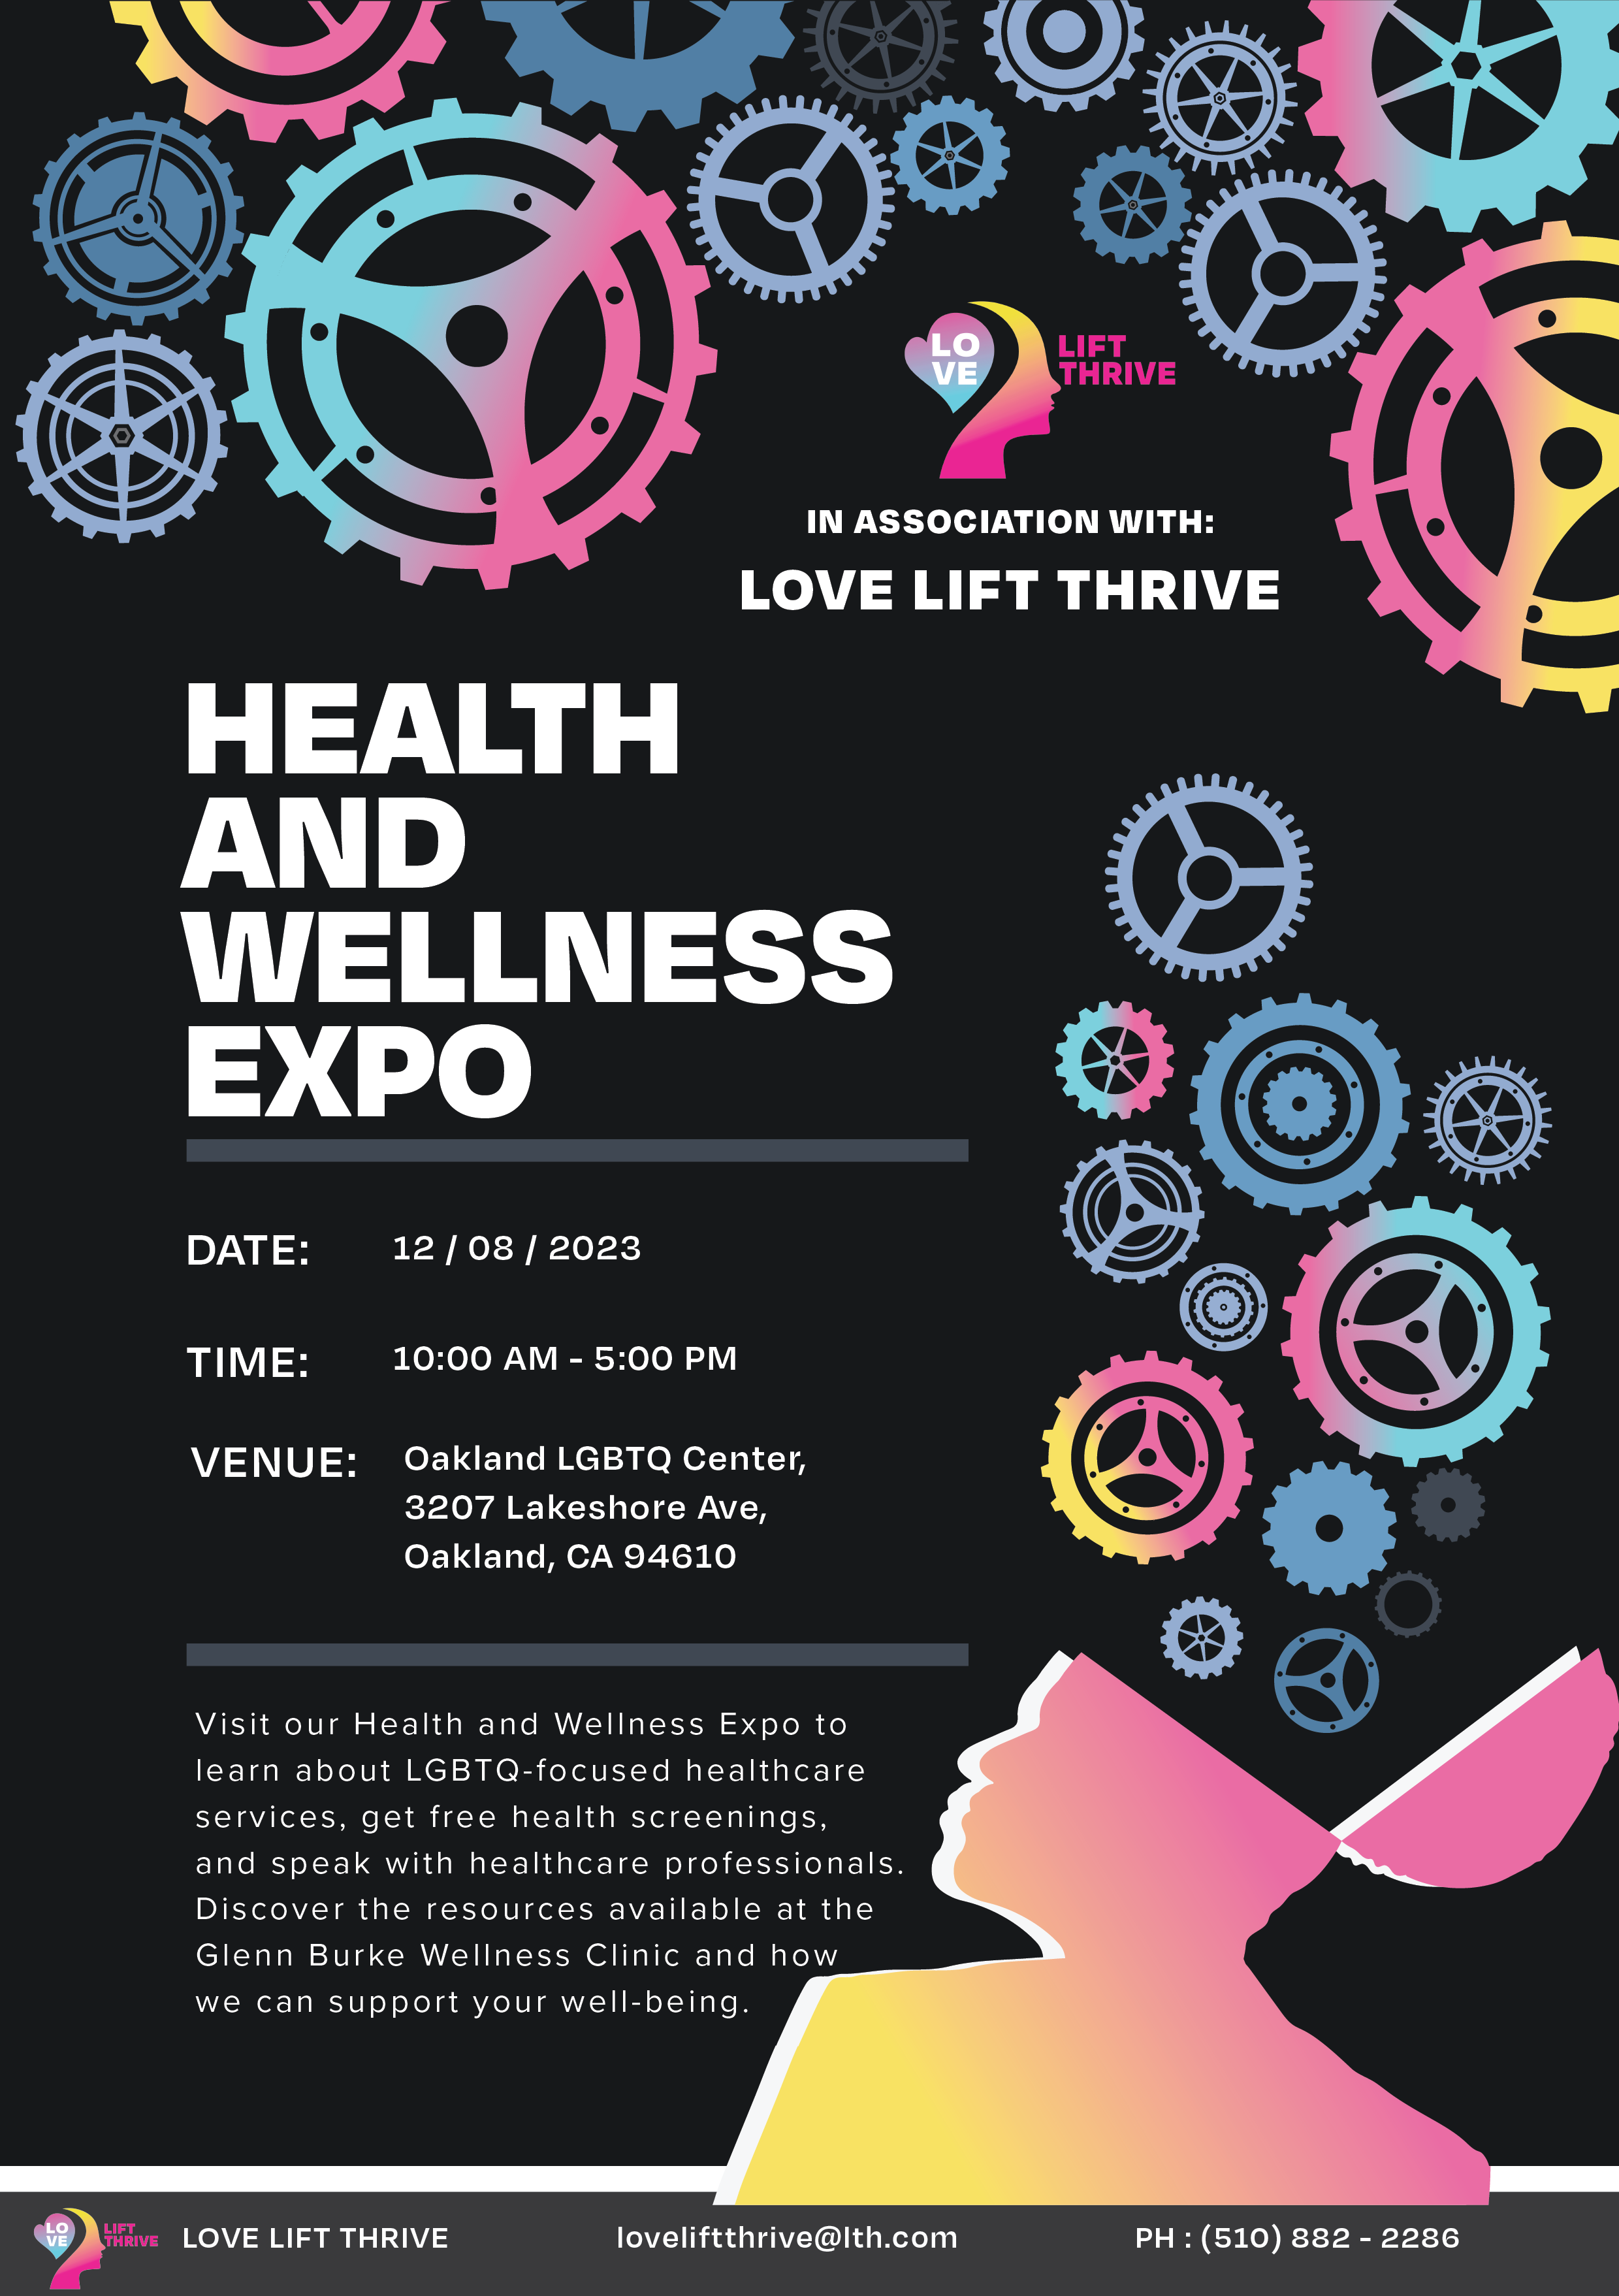 LO
VE
LIFT
THRIVE
IN ASSOCIATION WITH:
LOVE LIFT THRIVE
HEALTH
AND
WELLNESS
EXPO
DATE: 12 / 08 / 2023
TIME: 10:00 AM - 5:00 PM
VENUE: Oakland LGBTQ Center,
3207 Lakeshore Ave,
Oakland, CA 94610
Visit our Health and Wellness Expo to
learn about LGBTQ-focused healthcare
services, get free health screenings,
and speak with healthcare professionals.
Discover the resources available at the
Glenn Burke Wellness Clinic and how
we can support your well-being.
LO
VE
LIFT
THRIVE
LOVE LIFT THRIVE loveliftthrive@lth.com PH : (510) 882 - 2286